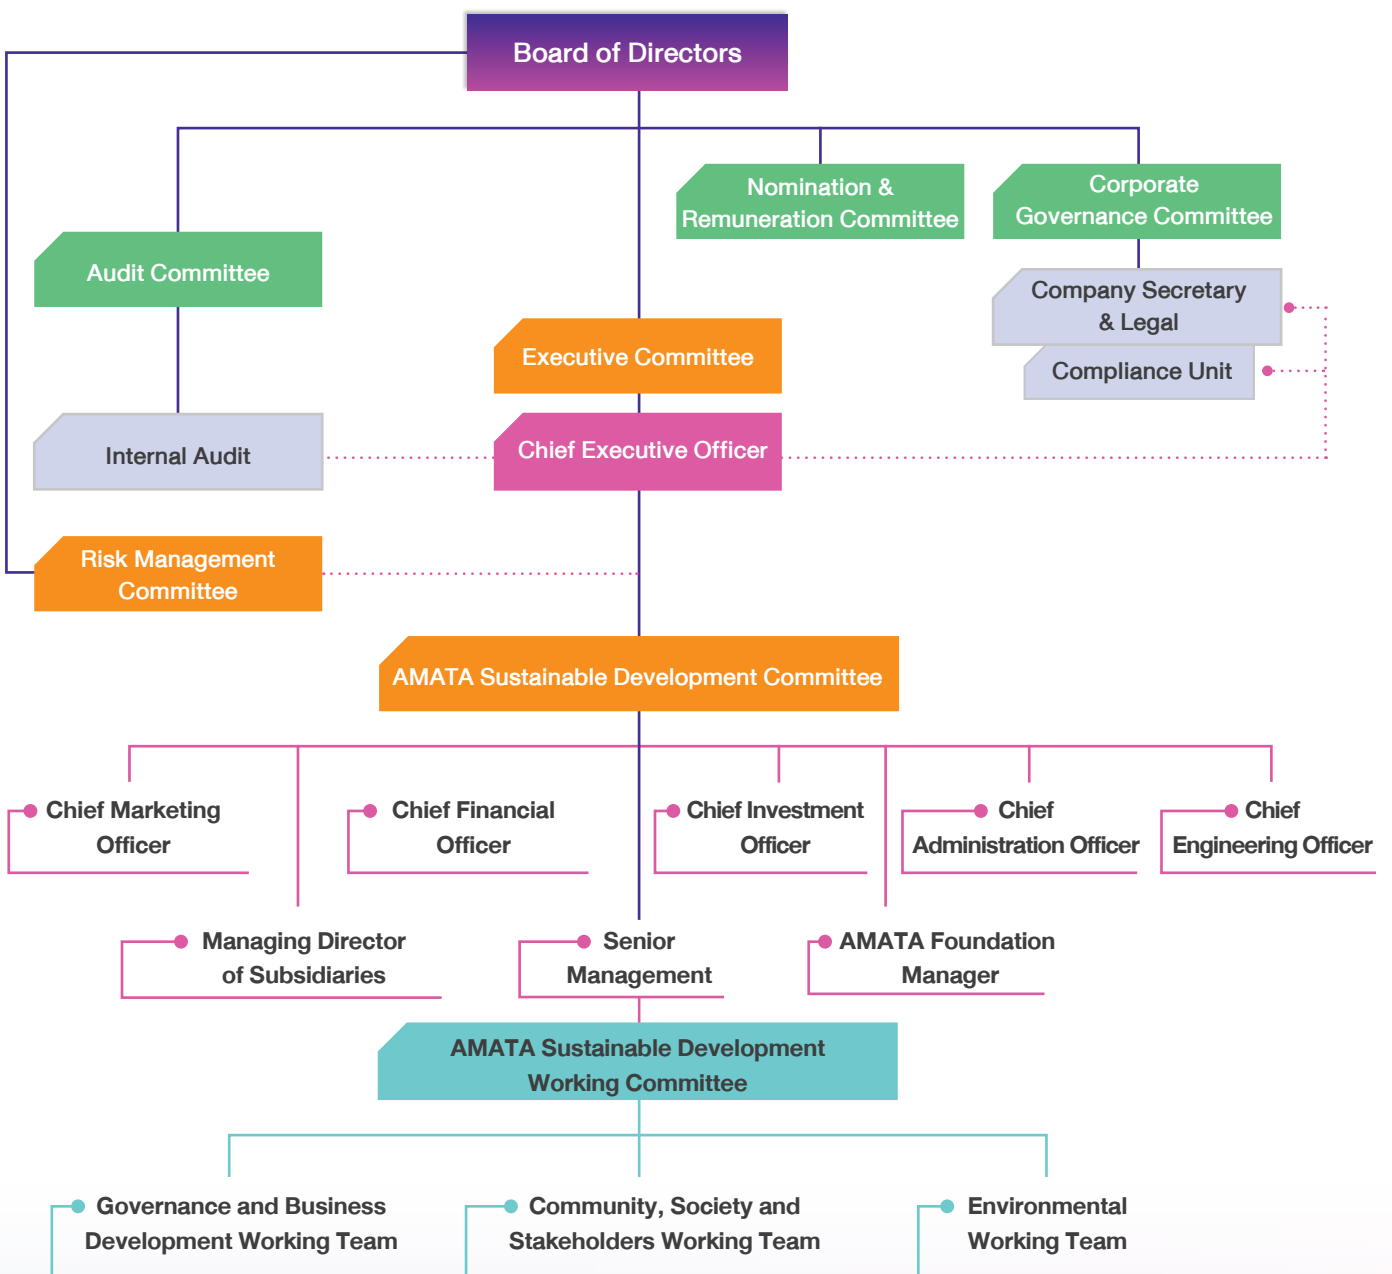 Board of Directors
Nomination &
Remuneration Committee
Corporate
Governance Committee
Audit Committee
Company Secretary
& Legal
Executive Committee
Compliance Unit
Internal Audit
Chief Executive Officer
Risk Management
Committee
AMATA Sustainable Development Committee
Chief Marketing
Officer
Chief Financial
Officer
Chief Investment
Officer
Chief
Administration Officer
Chief
Engineering Officer
Managing Director
of Subsidiaries
Senior
Management
AMATA Foundation
Manager
AMATA Sustainable Development
Working Committee
Governance and Business
Development Working Team
Community, Society and
Stakeholders Working Team
Environmental
Working Team